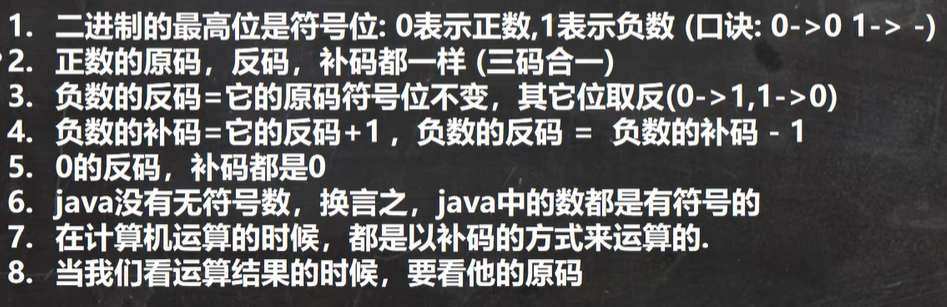 1. 二进制的最高位是符号位: 0表示正数,1表示负数 (口诀: 0->0 1-> -)
2. 正数的原码，反码，补码都一样 (三码合一)
3. 负数的反码=它的原码符号位不变，其它位取反(0->1,1->0)
4. 负数的补码=它的反码+1 ，负数的反码 = 负数的补码 - 1
5. 0的反码，补码都是0
6. java没有无符号数，换言之，java中的数都是有符号的
7. 在计算机运算的时候，都是以补码的方式来运算的.
8. 当我们看运算结果的时候，要看他的原码